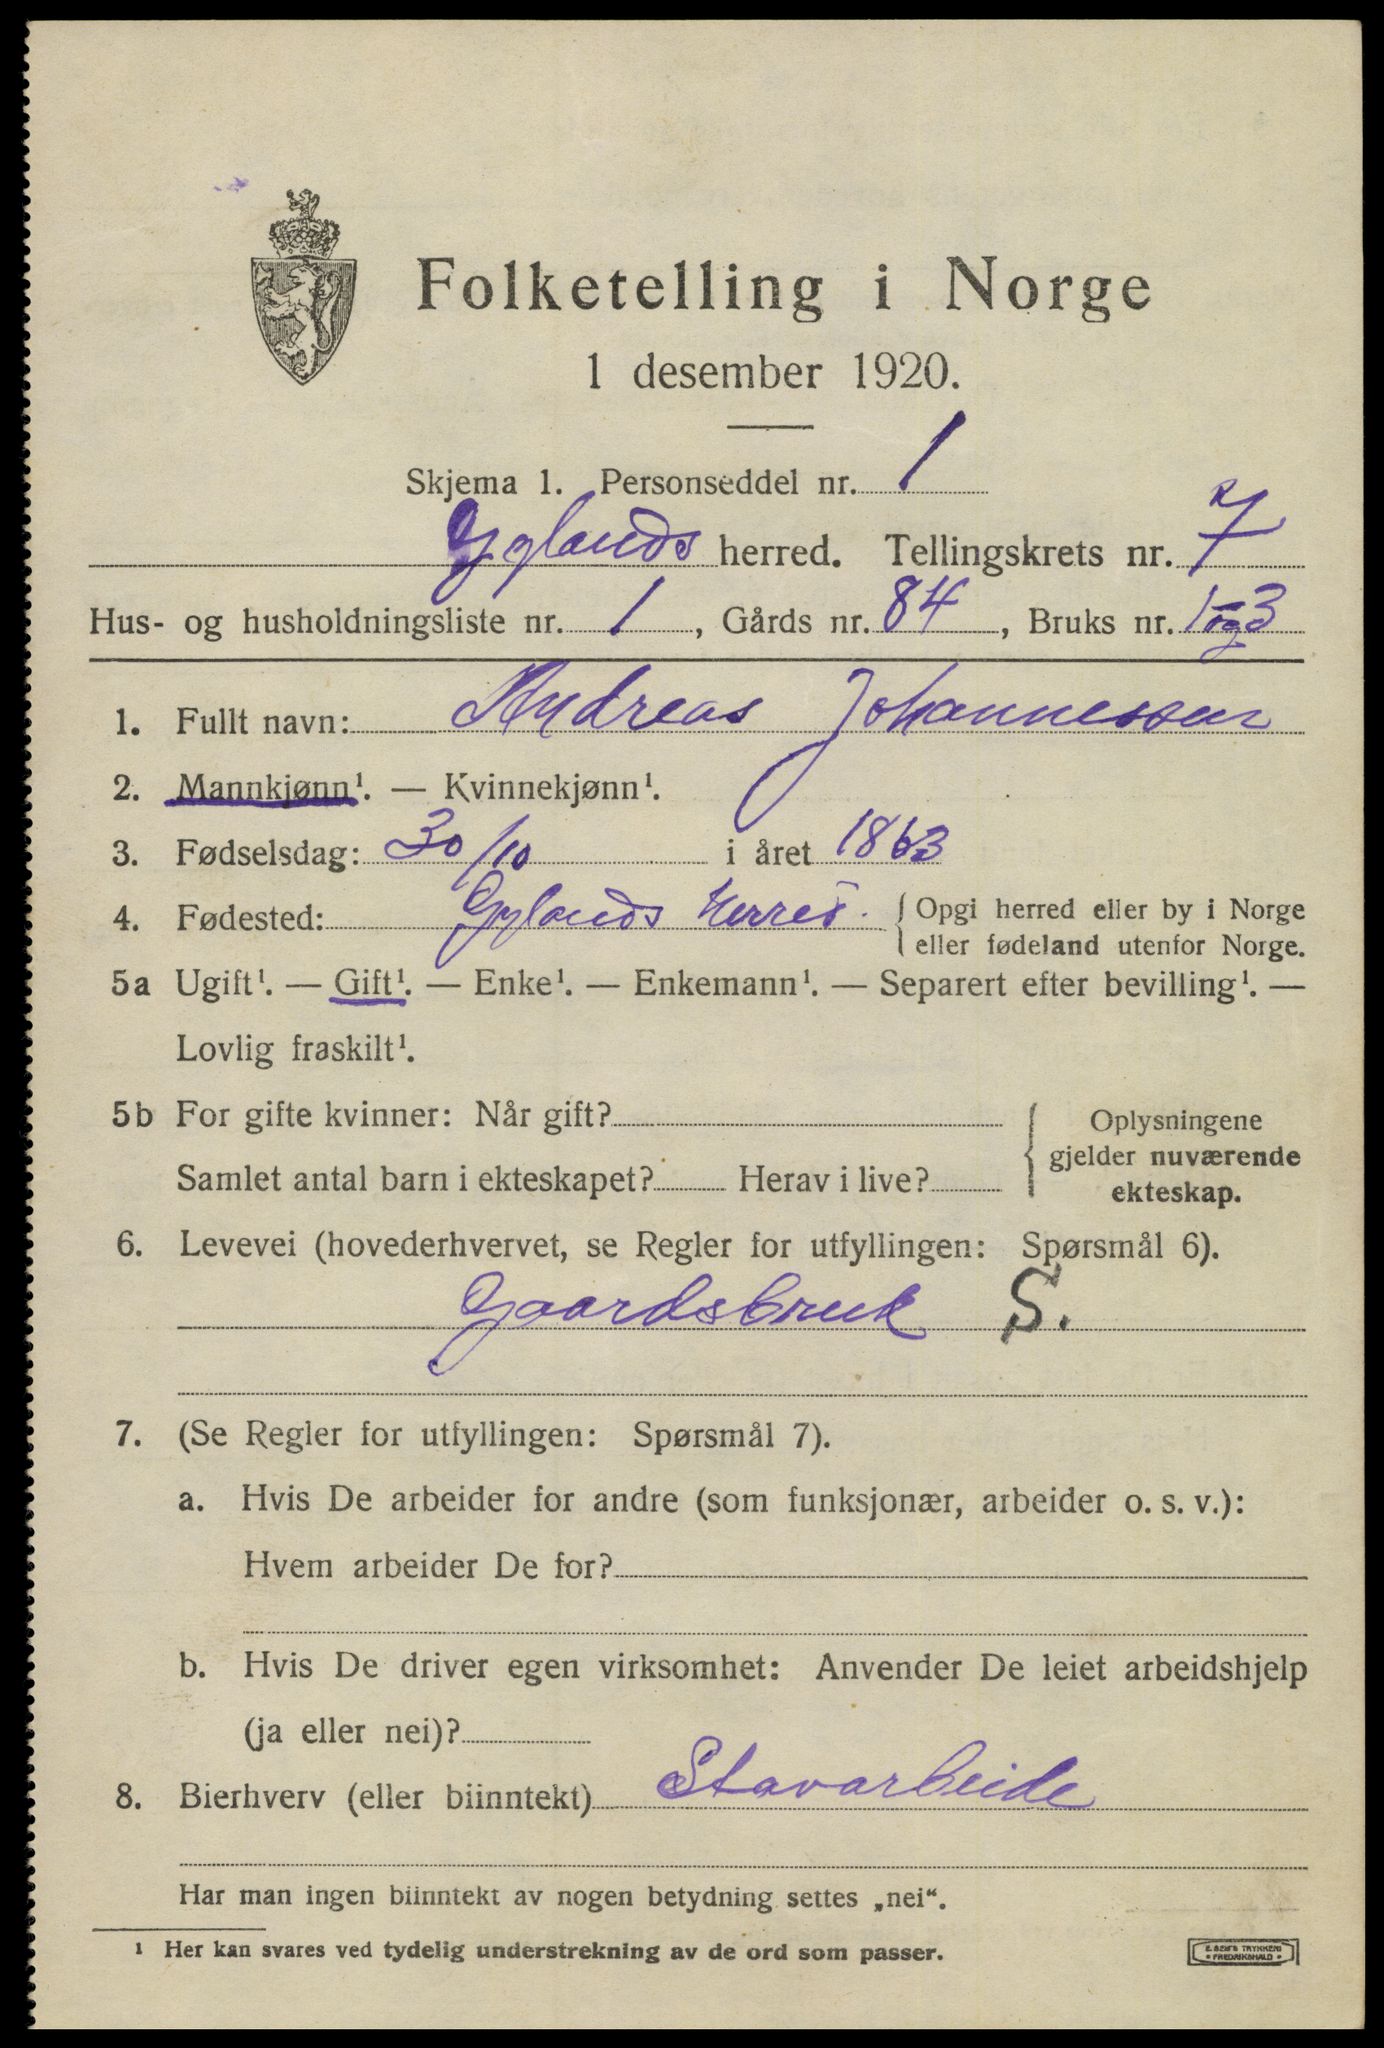 Folketelling i Norge
1 desember 1920.
Skjema 1. Personseddel nr. 1
Gylands herred. Tellingskrets nr. 7
Hus- og husholdningsliste nr. 1, Gårds nr. 84, Bruks nr. 1 og 3
1. Fullt navn: Andreas Johannessen
2. Mannkjønn¹. — Kvinnekjønn¹.
3. Fødselsdag: 30/10 i året 1863
4. Fødested: Gylands Herred. Opgi herred eller by i Norge
eller fødeland utenfor Norge.
5a Ugift¹. — Gift¹. — Enke¹. — Enkemann¹. — Separert efter bevilling¹. —
Lovlig fraskilt¹.
5b For gifte kvinner: Når gift? Oplysningene
gjelder nuværende
Samlet antal barn i ekteskapet? Herav i live? ekteskap.
6. Levevei (hovederhvervet, se Regler for utfyllingen: Spørsmål 6).
Gaardsbruk S.
7. (Se Regler for utfyllingen: Spørsmål 7).
a. Hvis De arbeider for andre (som funksjonær, arbeider o. s. v.):
Hvem arbeider De for?
b. Hvis De driver egen virksomhet: Anvender De leiet arbeidshjelp
(ja eller nei)?
8. Bierhverv (eller biinntekt) Stavarbeide
Har man ingen biinntekt av nogen betydning settes „nei“.
¹ Her kan svares ved tydelig understrekning av de ord som passer.
E. SEMS TRYKKERI
• FREDRIKSHALD •